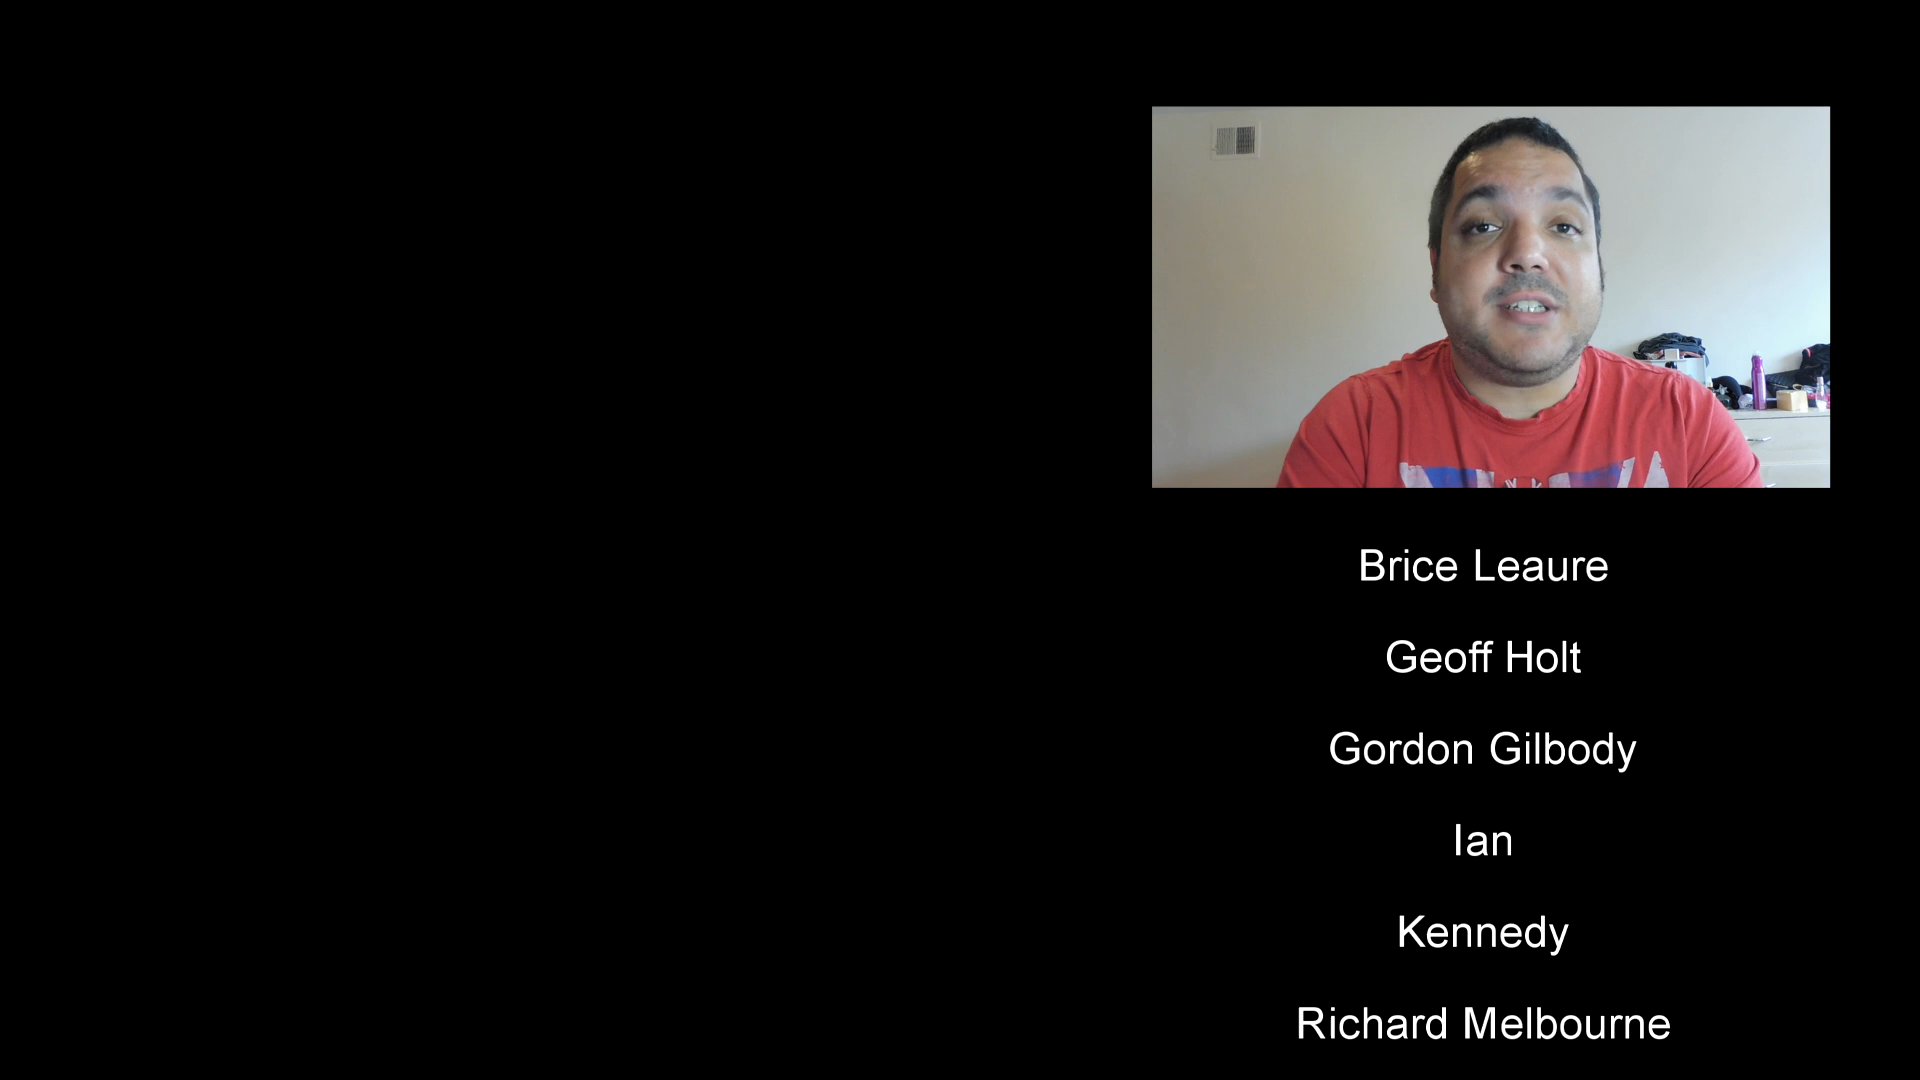 Brice Leaure
Geoff Holt
Gordon Gilbody
Ian
Kennedy
Richard Melbourne